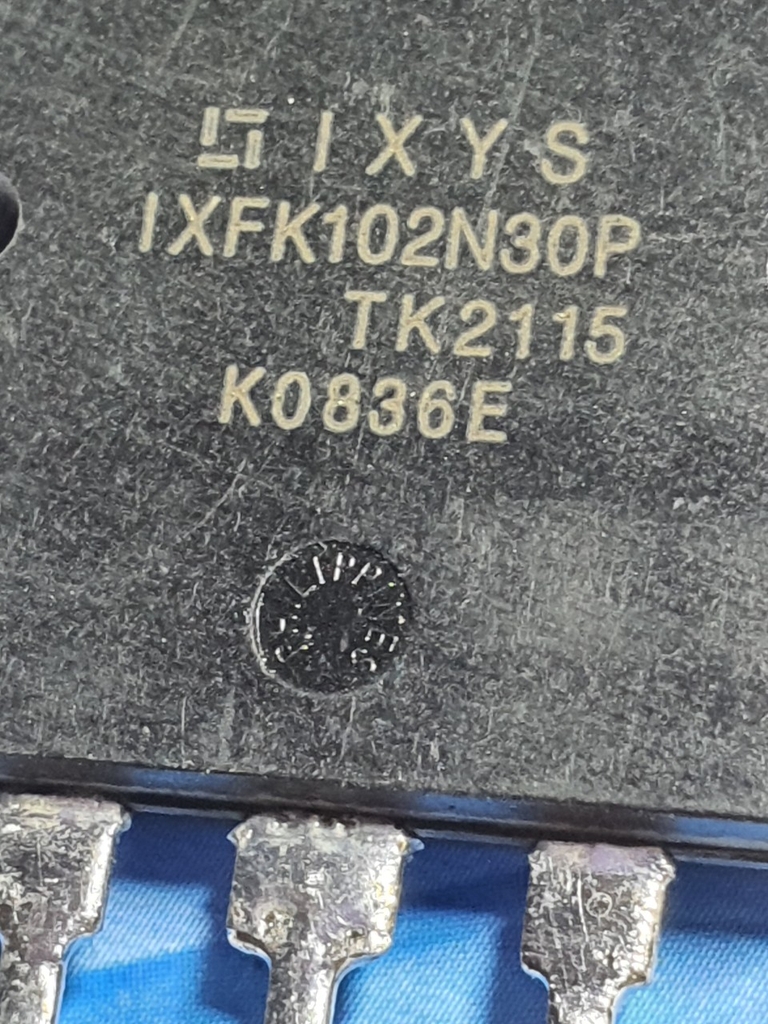 IXYS
IXFK102N30P
TK2115
K0836E